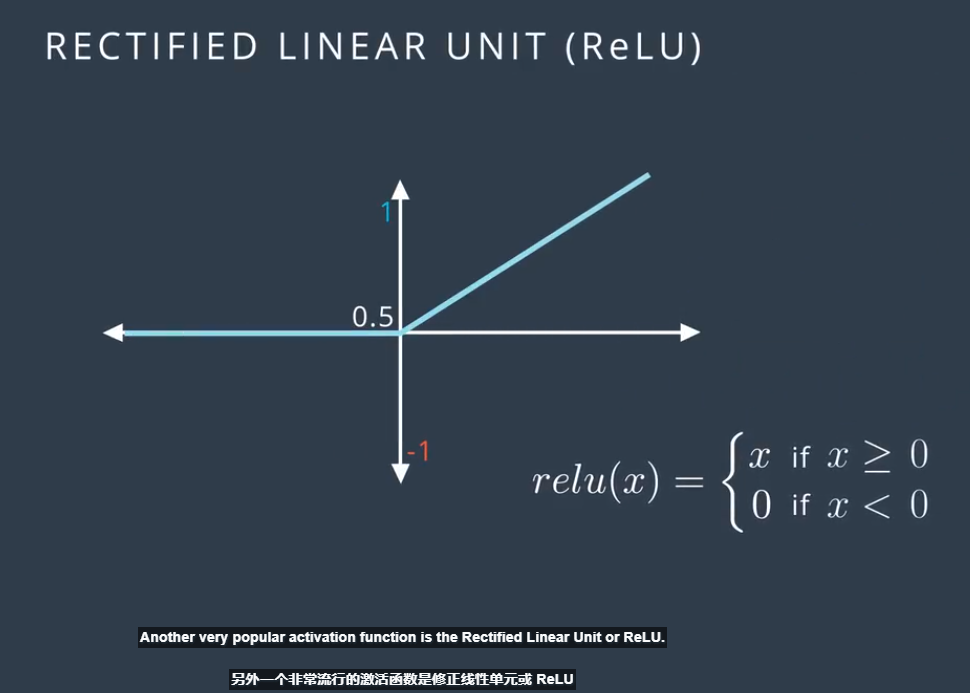 RECTIFIED LINEAR UNIT (ReLU)
1
0.5
-1
relu(x) = { x if x ≥ 0
0 if x < 0
Another very popular activation function is the Rectified Linear Unit or ReLU.
另外一个非常流行的激活函数是修正线性单元或 ReLU